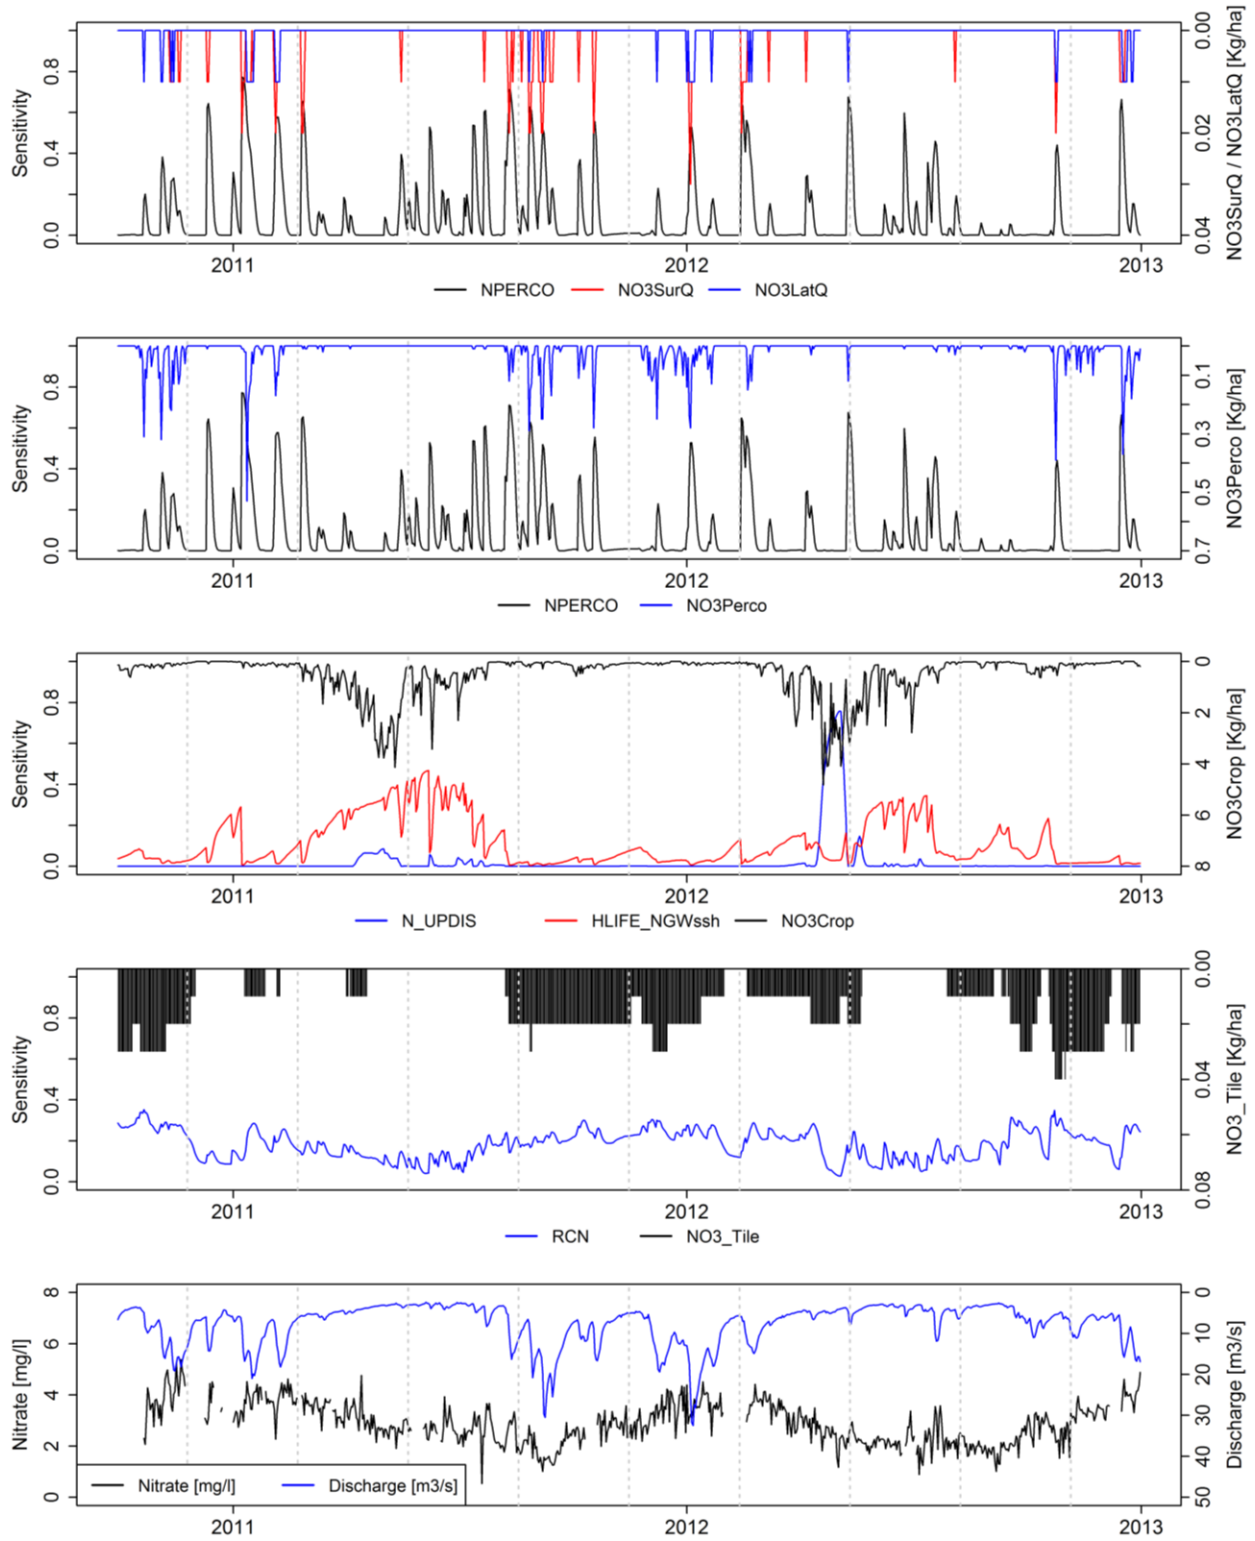 Sensitivity
0.0 0.4 0.8
0.00 0.02 0.04
NO3SurQ / NO3LatQ [Kg/ha]
2011 2012 2013
NPERCO NO3SurQ NO3LatQ
Sensitivity
0.0 0.4 0.8
0.1 0.3 0.5 0.7
NO3Perco [Kg/ha]
2011 2012 2013
NPERCO NO3Perco
Sensitivity
0.0 0.4 0.8
0 2 4 6 8
NO3Crop [Kg/ha]
2011 2012 2013
N_UPDIS HLIFE_NGWssh NO3Crop
Sensitivity
0.0 0.4 0.8
0.00 0.04 0.08
NO3_Tile [Kg/ha]
2011 2012 2013
RCN NO3_Tile
Nitrate [mg/l]
0 2 4 6 8
0 10 20 30 40 50
Discharge [m3/s]
Nitrate [mg/l] Discharge [m3/s]
2011 2012 2013